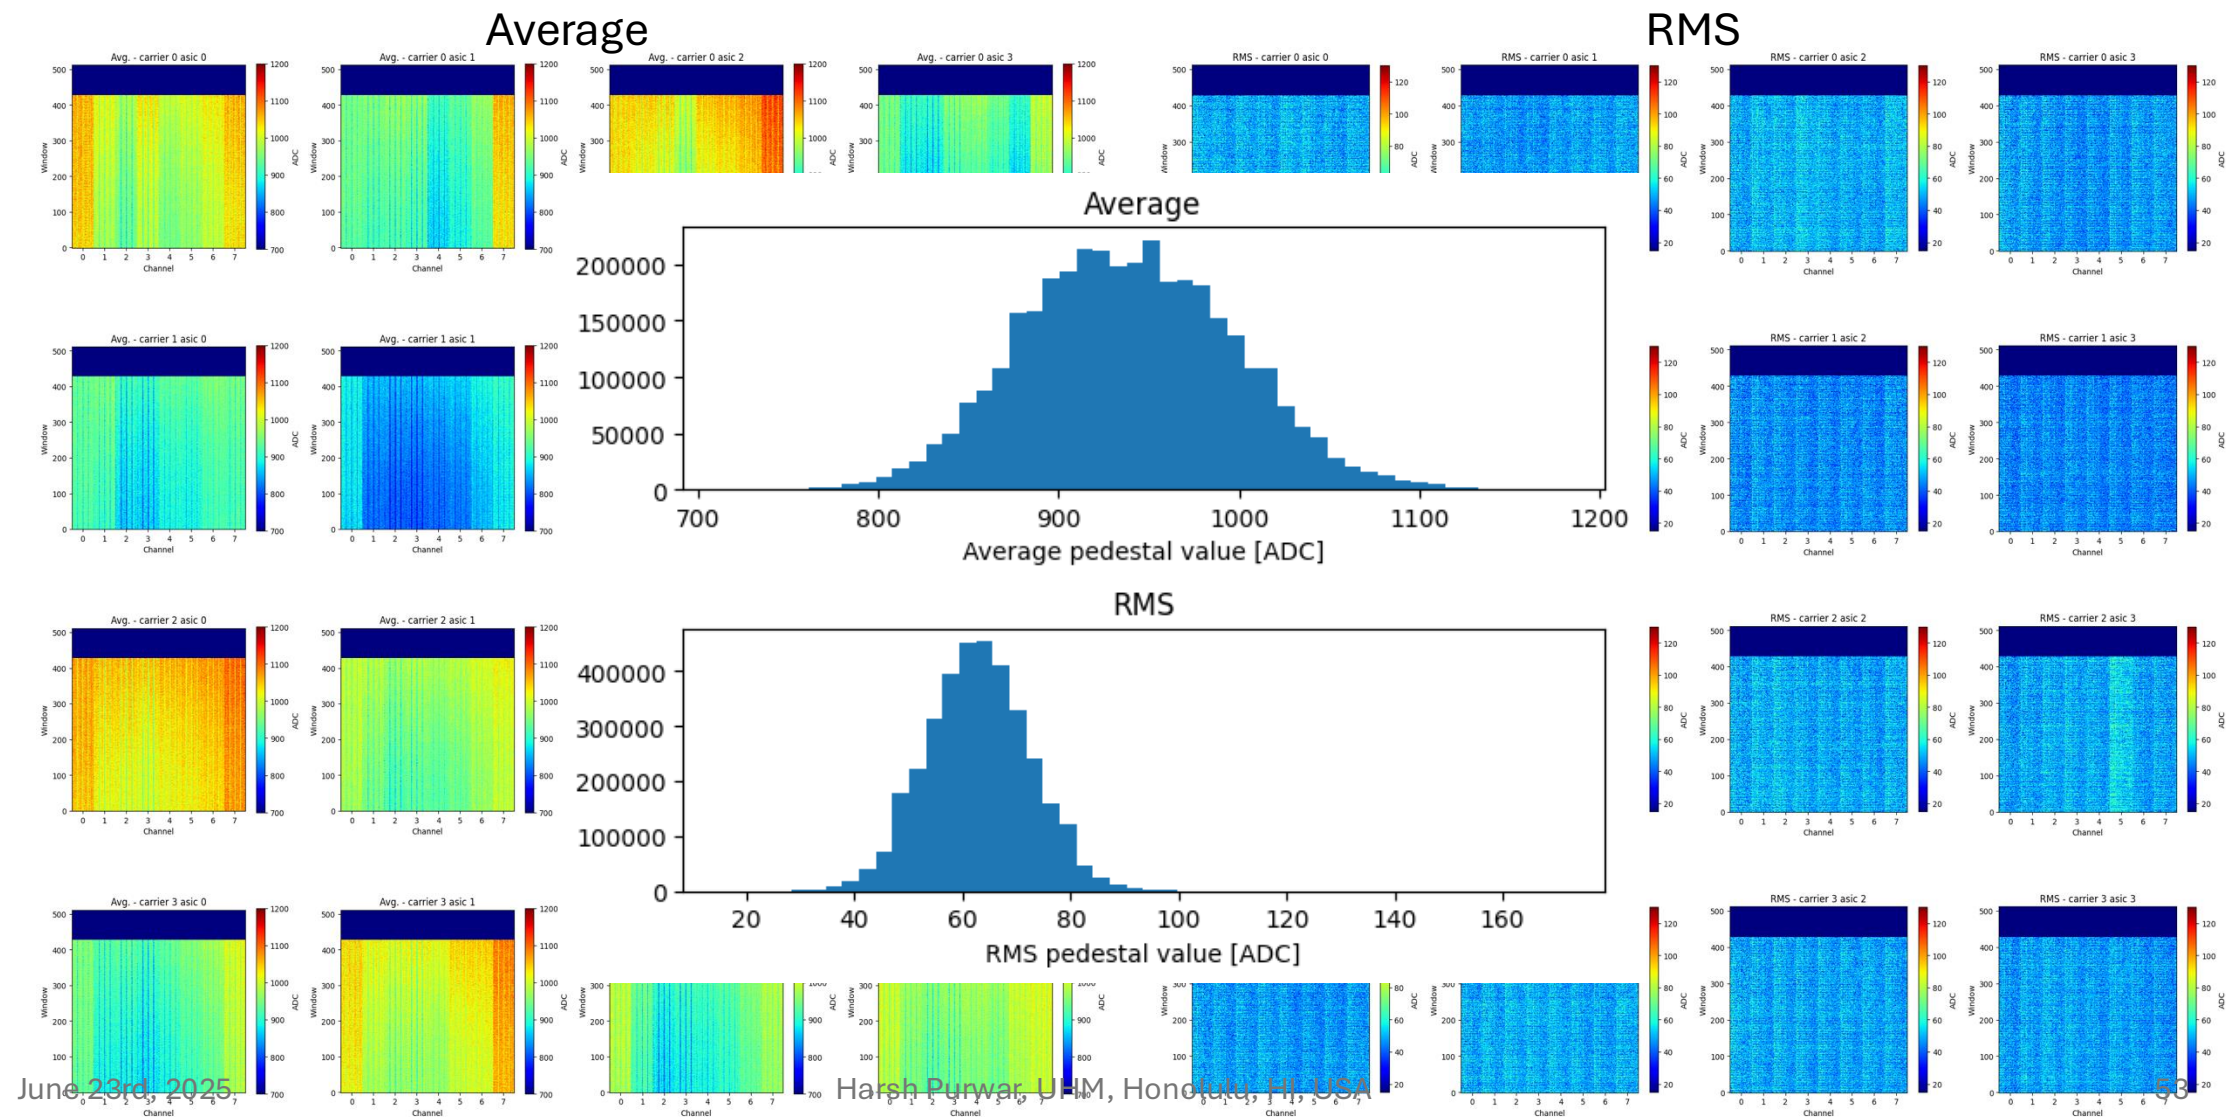 Average
RMS
Avg. - carrier 0 asic 0
Avg. - carrier 0 asic 1
Avg. - carrier 0 asic 2
Avg. - carrier 0 asic 3
RMS - carrier 0 asic 0
RMS - carrier 0 asic 1
RMS - carrier 0 asic 2
RMS - carrier 0 asic 3
Window
Channel
ADC
Average
200000
150000
100000
50000
0
700 800 900 1000 1100 1200
Average pedestal value [ADC]
Avg. - carrier 1 asic 0
Avg. - carrier 1 asic 1
RMS - carrier 1 asic 2
RMS - carrier 1 asic 3
RMS
400000
300000
200000
100000
0
20 40 60 80 100 120 140 160
RMS pedestal value [ADC]
Avg. - carrier 2 asic 0
Avg. - carrier 2 asic 1
RMS - carrier 2 asic 2
RMS - carrier 2 asic 3
Avg. - carrier 3 asic 0
Avg. - carrier 3 asic 1
RMS - carrier 3 asic 2
RMS - carrier 3 asic 3
June 23rd, 2025
Harsh Purwar, UHM, Honolulu, HI, USA
53